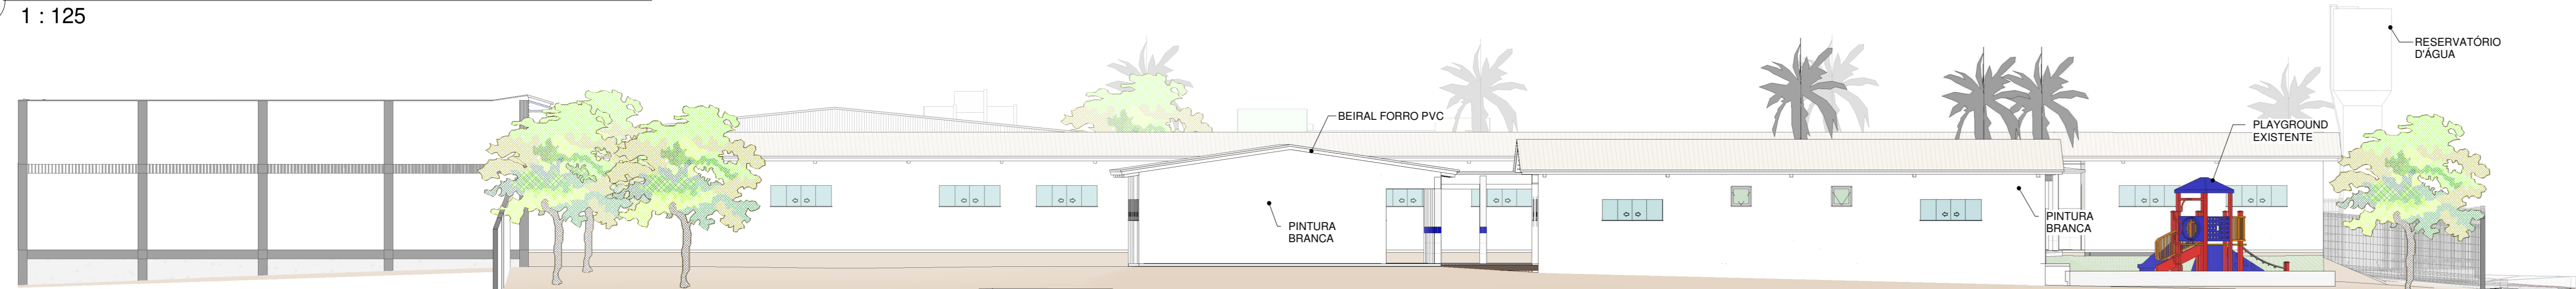 1 : 125
RESERVATÓRIO
D'ÁGUA
BEIRAL FORRO PVC
PLAYGROUND
EXISTENTE
PINTURA
BRANCA
PINTURA
BRANCA